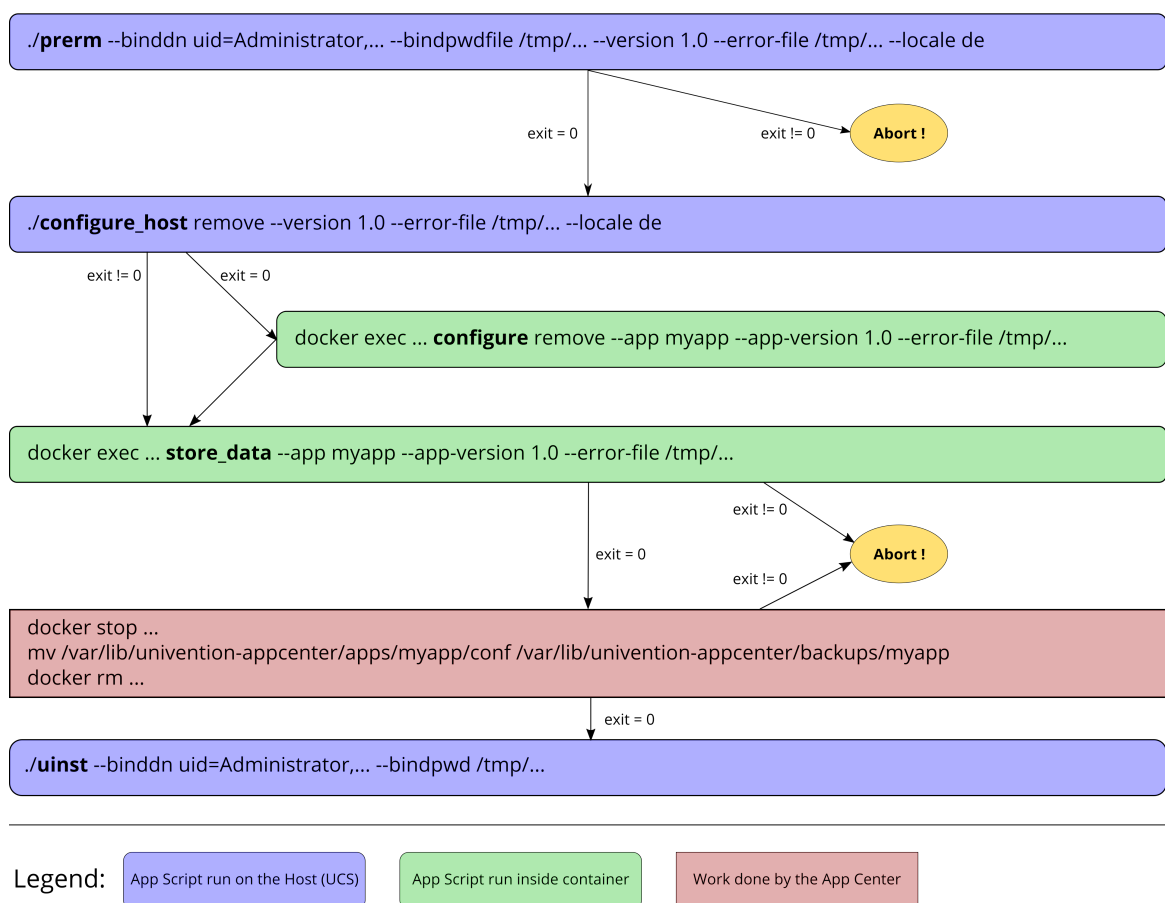 ./prerm --binddn uid=Administrator,... --bindpwdfile /tmp/... --version 1.0 --error-file /tmp/... --locale de
exit = 0
exit != 0
Abort !
./configure_host remove --version 1.0 --error-file /tmp/... --locale de
exit != 0
exit = 0
docker exec ... configure remove --app myapp --app-version 1.0 --error-file /tmp/...
docker exec ... store_data --app myapp --app-version 1.0 --error-file /tmp/...
exit != 0
exit = 0
Abort !
exit != 0
docker stop ...
mv /var/lib/univention-appcenter/apps/myapp/conf /var/lib/univention-appcenter/backups/myapp
docker rm ...
exit = 0
./uinst --binddn uid=Administrator,... --bindpwd /tmp/...
Legend:
App Script run on the Host (UCS)
App Script run inside container
Work done by the App Center